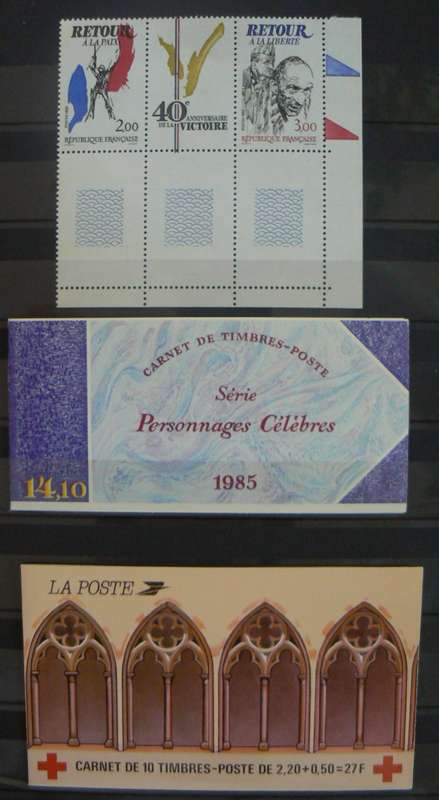 RETOUR
À LA PAIX
2,00
RÉPUBLIQUE FRANÇAISE
40e ANNIVERSAIRE
DE LA VICTOIRE
RETOUR
À LA LIBERTÉ
3,00
RÉPUBLIQUE FRANÇAISE
CARNET DE TIMBRES-POSTE
Série
Personnages Célèbres
1985
14,10
LA POSTE
CARNET DE 10 TIMBRES-POSTE DE 2,20+0,50=27F